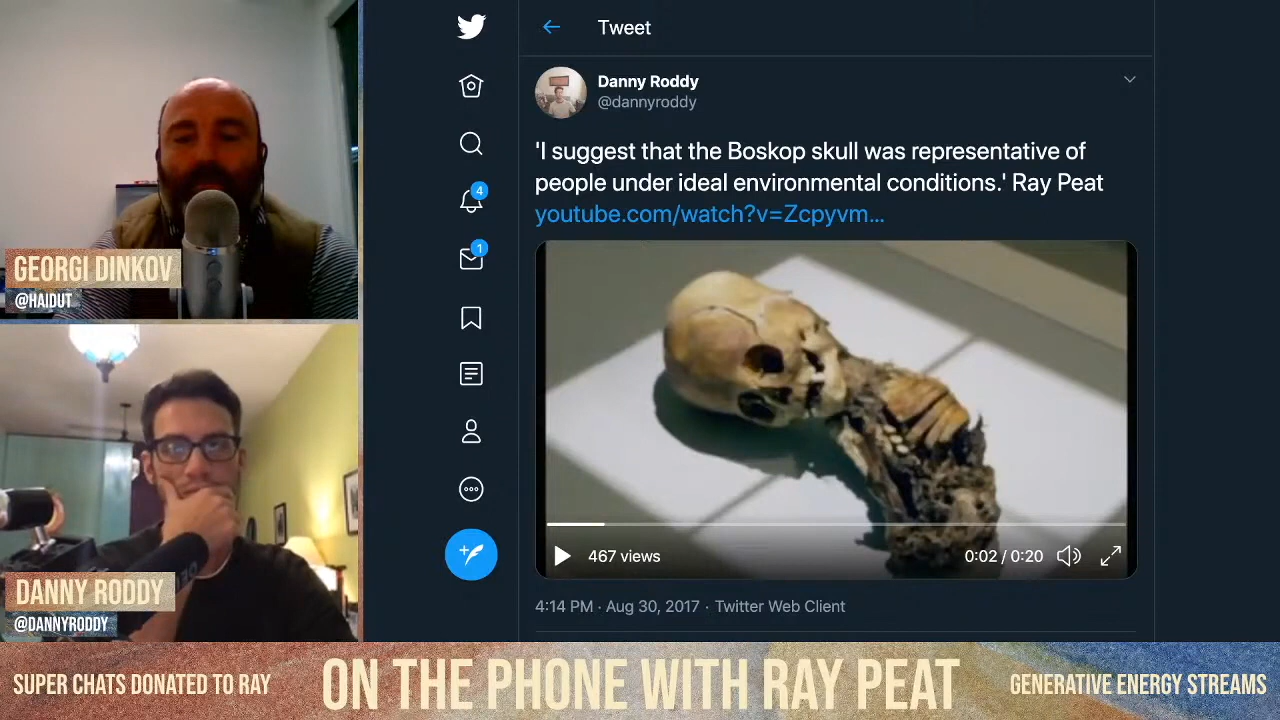 Tweet
Danny Roddy
@dannyroddy
'I suggest that the Boskop skull was representative of
people under ideal environmental conditions.' Ray Peat
youtube.com/watch?v=Zcpyvm...
4
1
467 views
0:02 / 0:20
4:14 PM · Aug 30, 2017 · Twitter Web Client
GEORGI DINKOV
@HAIDUT
DANNY RODDY
@DANNYRODDY
SUPER CHATS DONATED TO RAY
ON THE PHONE WITH RAY PEAT
GENERATIVE ENERGY STREAMS